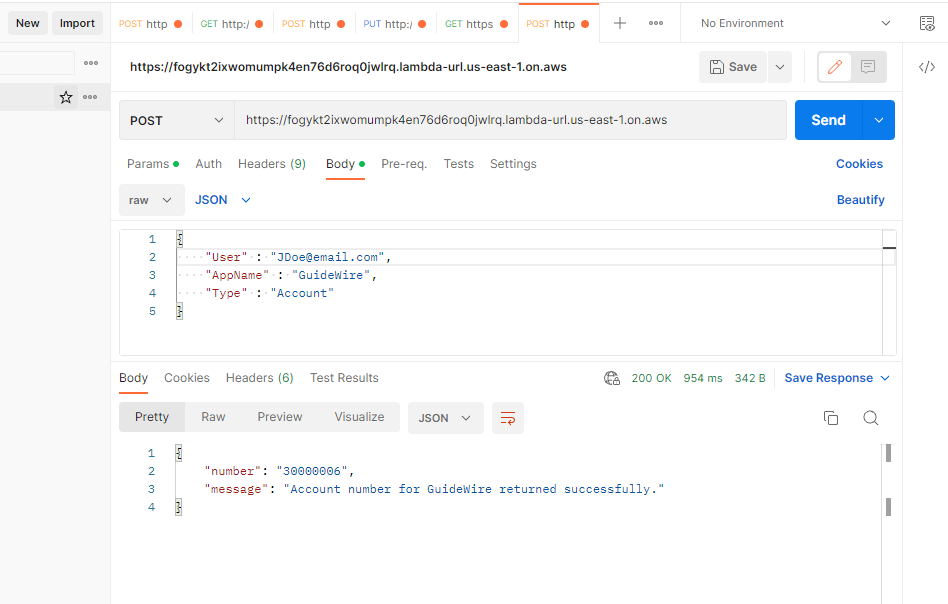 New Import POST http GET http:/ POST http PUT http:/ GET https POST http No Environment
https://fogykt2ixwomumpk4en76d6roq0jwlrq.lambda-url.us-east-1.on.aws Save
POST https://fogykt2ixwomumpk4en76d6roq0jwlrq.lambda-url.us-east-1.on.aws Send
Params Auth Headers (9) Body Pre-req. Tests Settings Cookies
raw JSON Beautify
1 {
2 "User" : "JDoe@email.com",
3 "AppName" : "GuideWire",
4 "Type" : "Account"
5 }
Body Cookies Headers (6) Test Results 200 OK 954 ms 342 B Save Response
Pretty Raw Preview Visualize JSON
1 {
2 "number": "30000006",
3 "message": "Account number for GuideWire returned successfully."
4 }